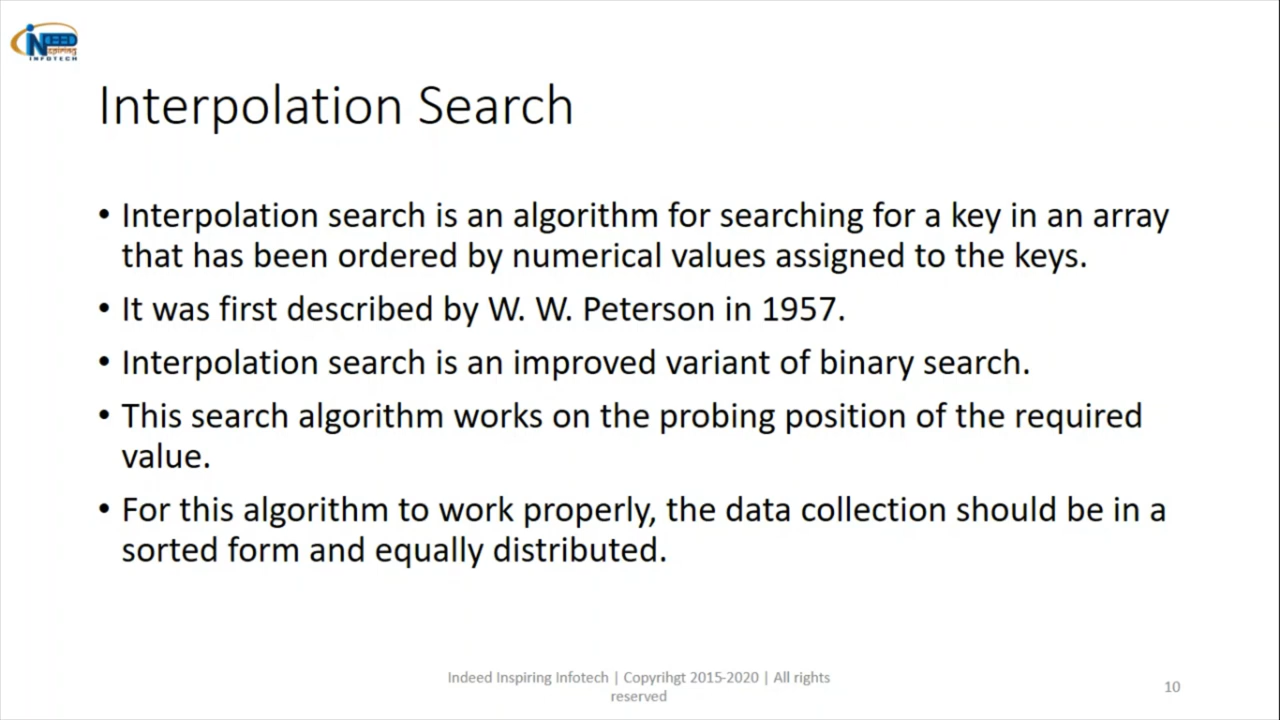 iNEED
Inspiring
INFOTECH
Interpolation Search
• Interpolation search is an algorithm for searching for a key in an array
that has been ordered by numerical values assigned to the keys.
• It was first described by W. W. Peterson in 1957.
• Interpolation search is an improved variant of binary search.
• This search algorithm works on the probing position of the required
value.
• For this algorithm to work properly, the data collection should be in a
sorted form and equally distributed.
Indeed Inspiring Infotech | Copyrihgt 2015-2020 | All rights
reserved
10